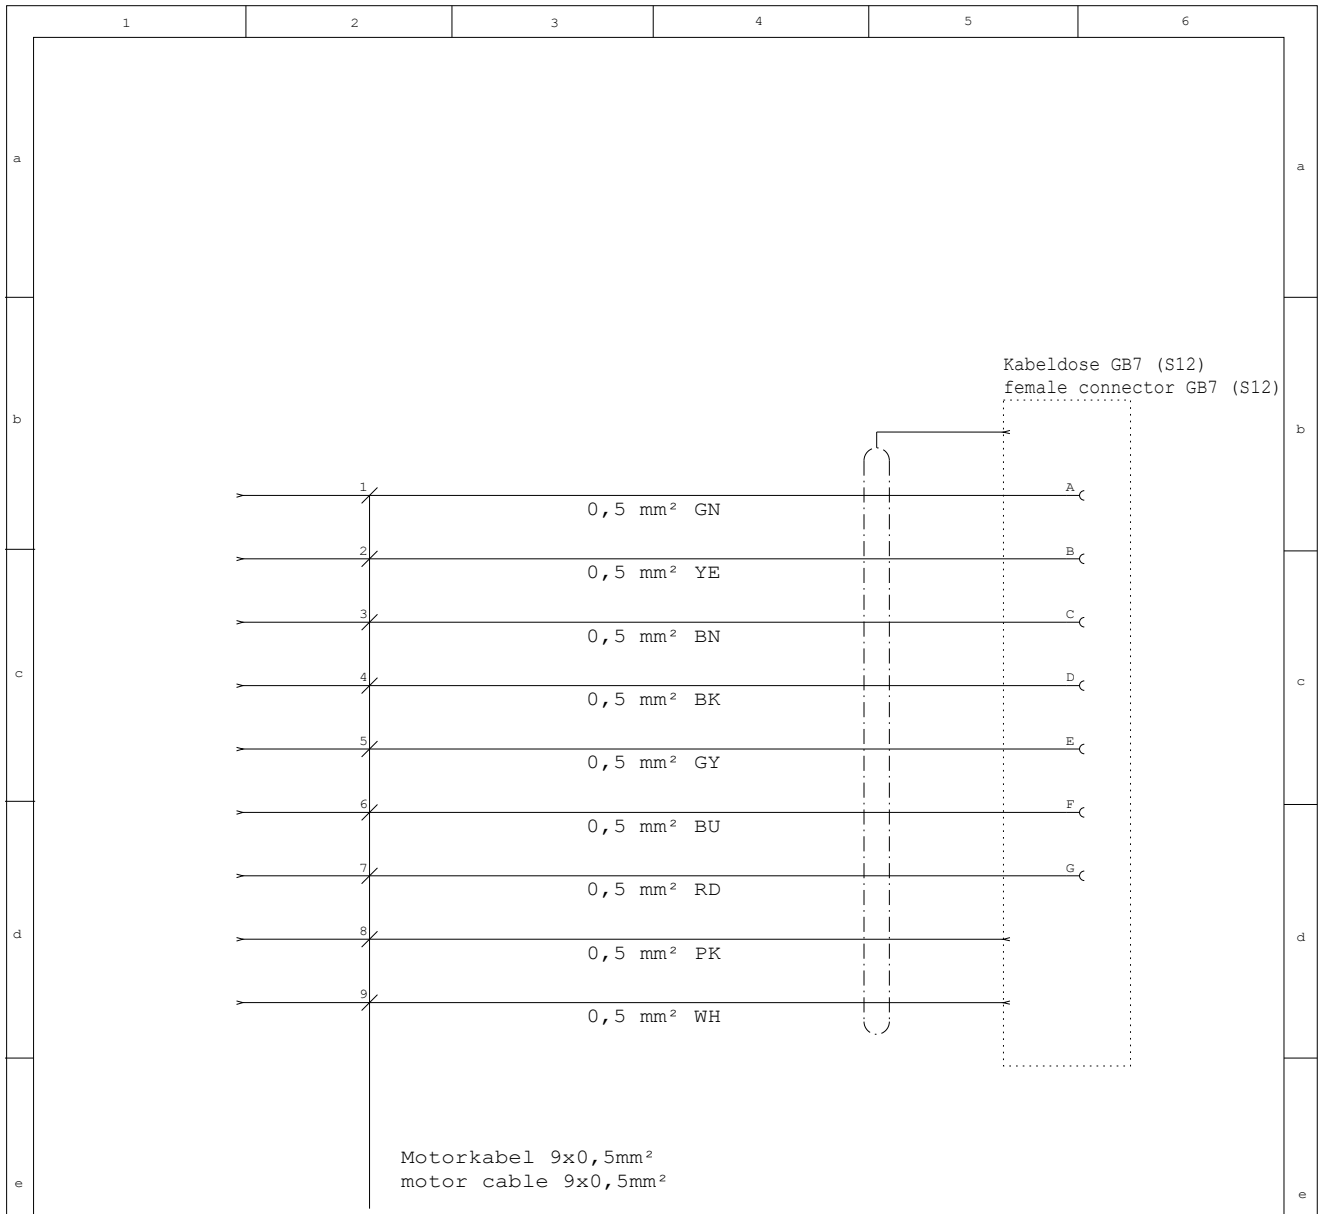 1 2 3 4 5 6
a a
Kabeldose GB7 (S12)
female connector GB7 (S12)
b b
1 A
0,5 mm² GN
2 B
0,5 mm² YE
3 C
0,5 mm² BN
c c
4 D
0,5 mm² BK
5 E
0,5 mm² GY
6 F
0,5 mm² BU
7 G
0,5 mm² RD
d d
8
0,5 mm² PK
9
0,5 mm² WH
Motorkabel 9x0,5mm²
motor cable 9x0,5mm²
e e